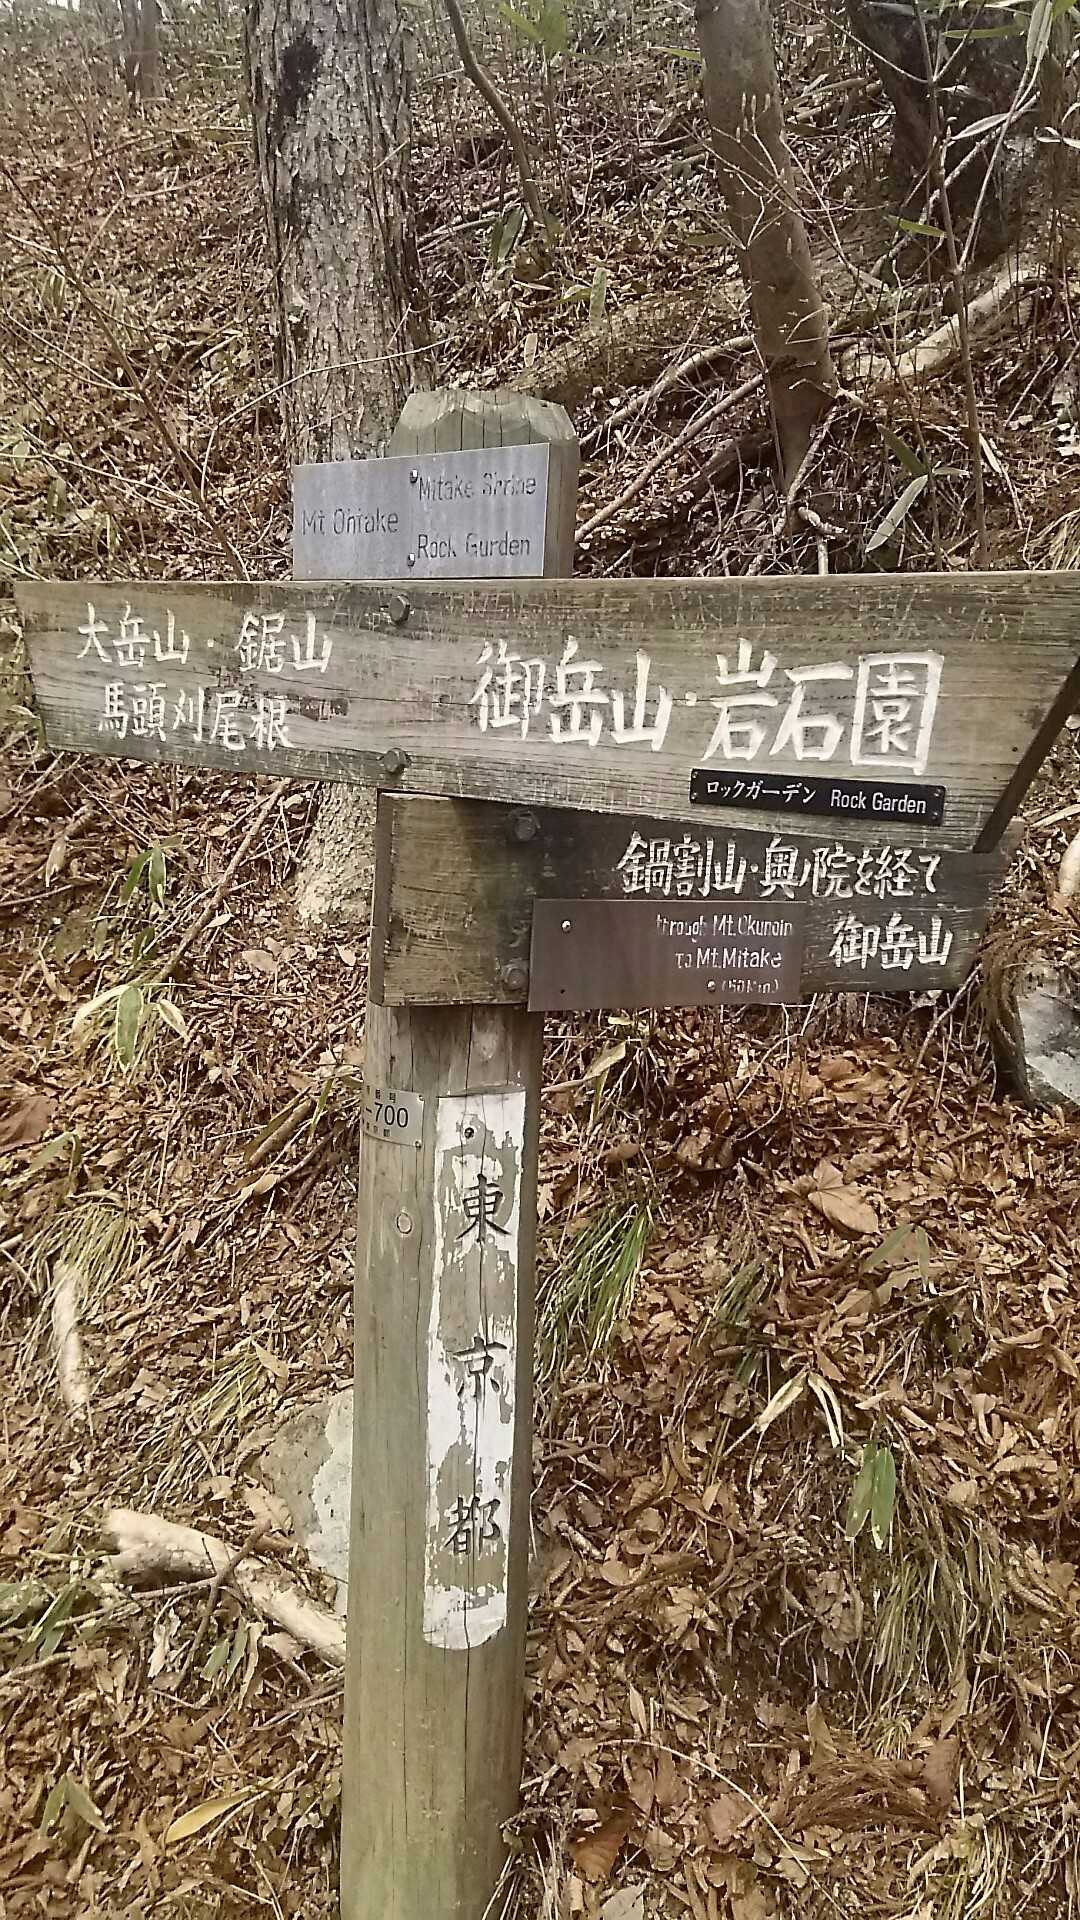 Mt Ohtake
Mitake Shrine
Rock Garden
大岳山・鋸山
馬頭刈尾根
御岳山・岩石園
ロックガーデン Rock Garden
鍋割山・奥ノ院を経て
御岳山
through Mt.Okunoin
to Mt.Mitake
-700
東京都